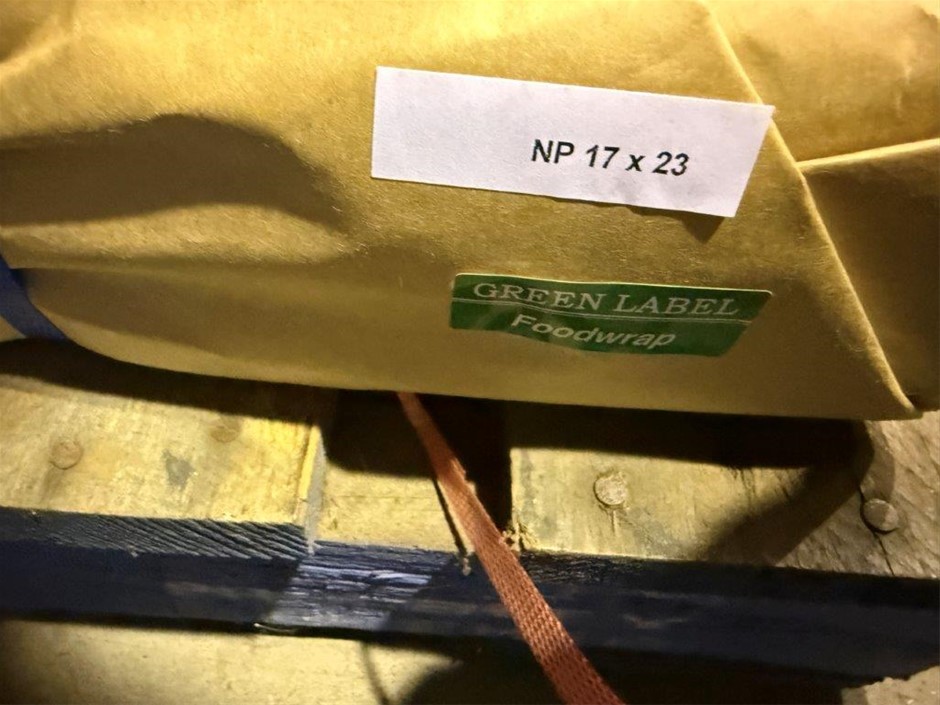 NP 17 x 23
GREEN LABEL
Foodwrap